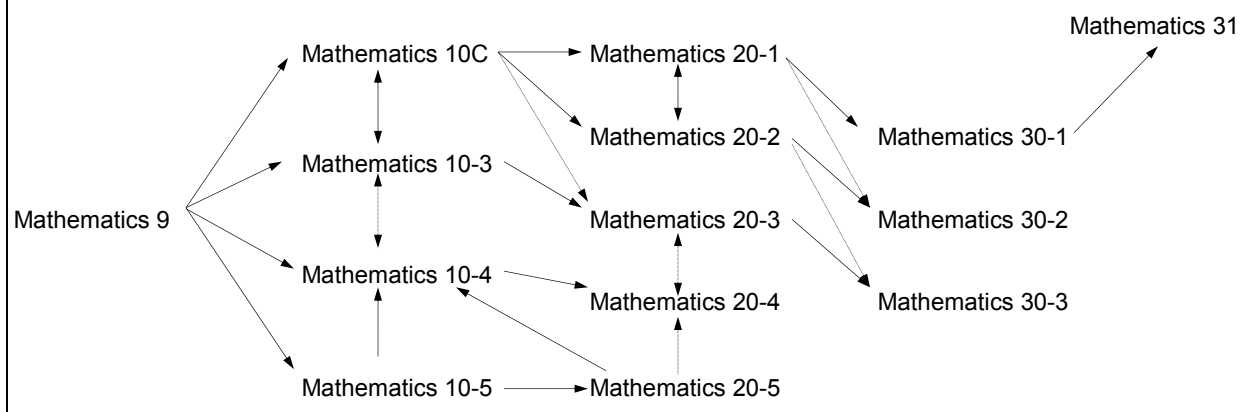 Mathematics 31
Mathematics 10C
Mathematics 20-1
Mathematics 20-2
Mathematics 30-1
Mathematics 10-3
Mathematics 9
Mathematics 20-3
Mathematics 30-2
Mathematics 10-4
Mathematics 20-4
Mathematics 30-3
Mathematics 10-5
Mathematics 20-5